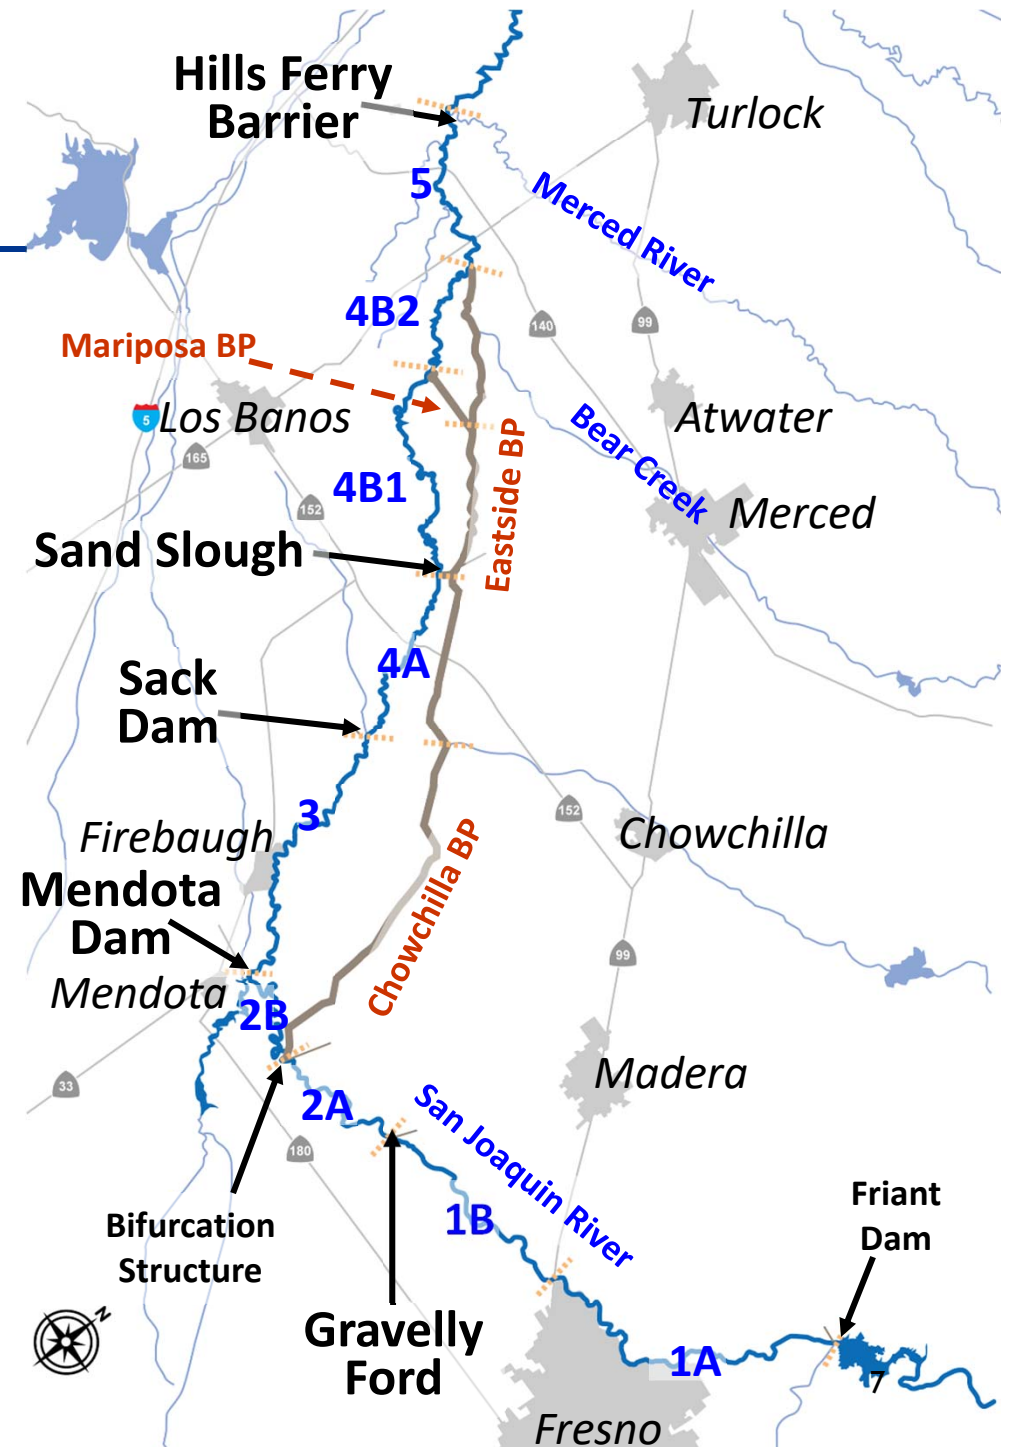 Hills Ferry
Barrier
Turlock
5
Merced River
4B2
140
99
Mariposa BP
5
Los Banos
Atwater
165
Bear Creek
Eastside BP
4B1
152
Merced
Sand Slough
4A
Sack
Dam
3
152
Firebaugh
Chowchilla
Chowchilla BP
Mendota
Dam
99
Mendota
2B
33
Madera
2A
San Joaquin River
180
Friant
Dam
1B
Bifurcation
Structure
N
Gravelly
Ford
1A
7
Fresno